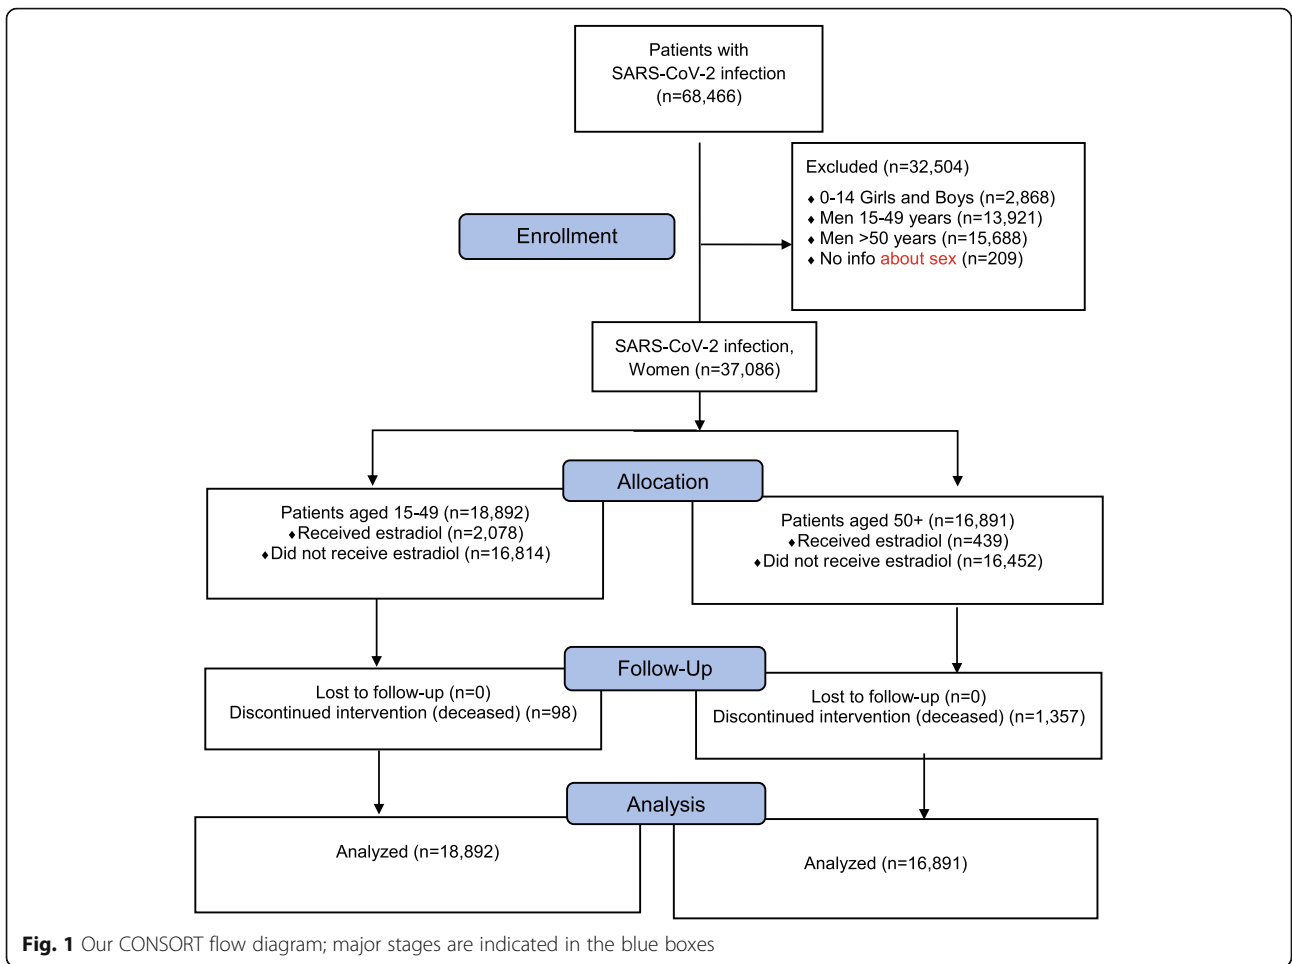 Patients with
SARS-CoV-2 infection
(n=68,466)
Excluded (n=32,504)
♦ 0-14 Girls and Boys (n=2,868)
♦ Men 15-49 years (n=13,921)
♦ Men >50 years (n=15,688)
♦ No info about sex (n=209)
Enrollment
SARS-CoV-2 infection,
Women (n=37,086)
Allocation
Patients aged 15-49 (n=18,892)
♦Received estradiol (n=2,078)
♦Did not receive estradiol (n=16,814)
Patients aged 50+ (n=16,891)
♦Received estradiol (n=439)
♦Did not receive estradiol (n=16,452)
Follow-Up
Lost to follow-up (n=0)
Discontinued intervention (deceased) (n=98)
Lost to follow-up (n=0)
Discontinued intervention (deceased) (n=1,357)
Analysis
Analyzed (n=18,892)
Analyzed (n=16,891)
Fig. 1 Our CONSORT flow diagram; major stages are indicated in the blue boxes